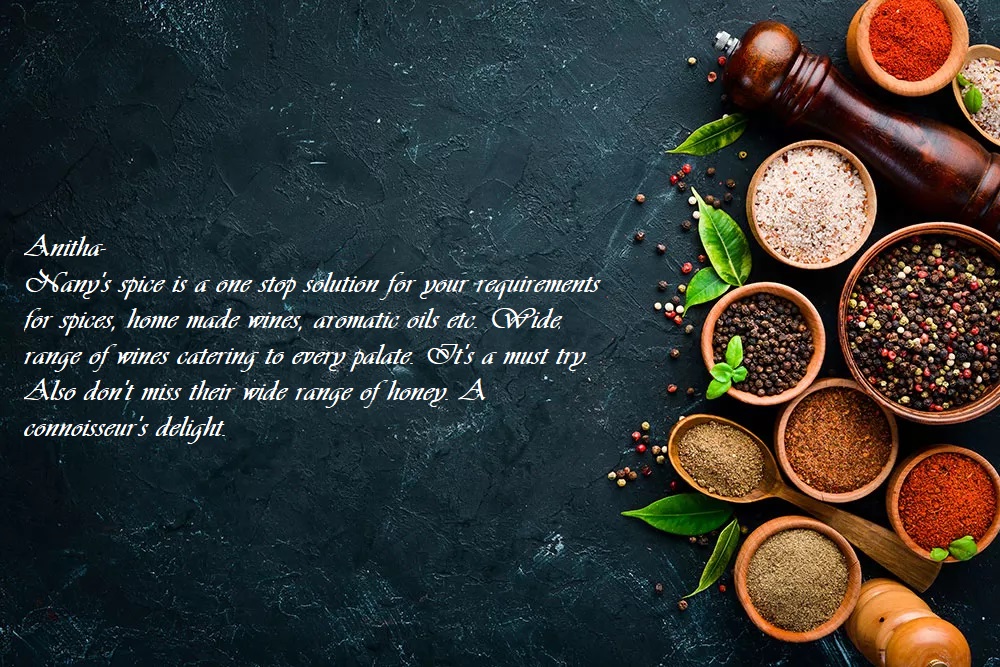 Anitha-
Nany's spice is a one stop solution for your requirements
for spices, home made wines, aromatic oils etc. Wide
range of wines catering to every palate. It's a must try.
Also don't miss their wide range of honey. A
connoisseur's delight.